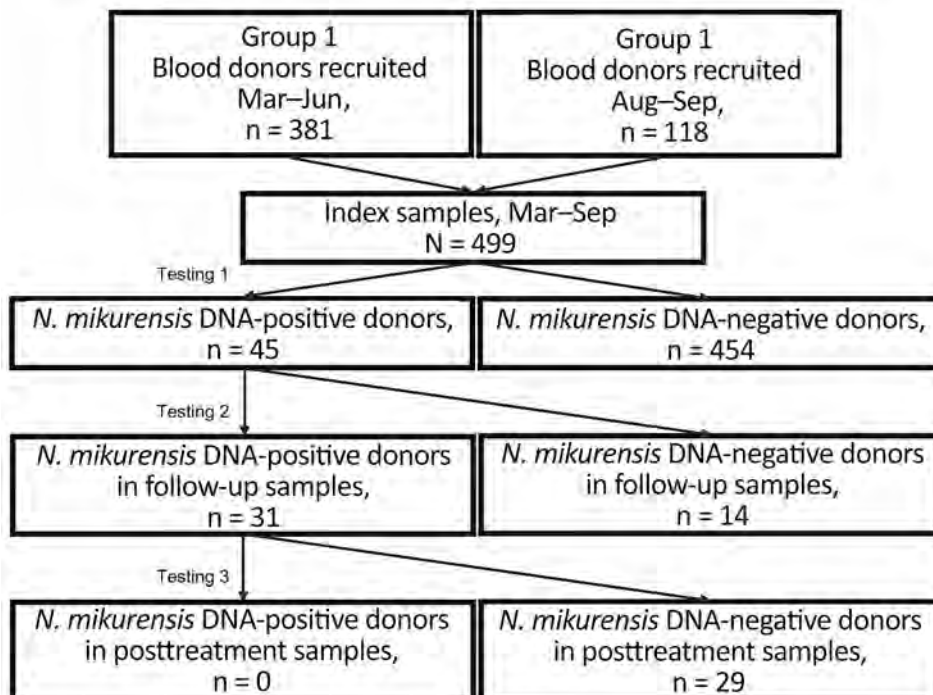 Group 1
Blood donors recruited
Mar–Jun,
n = 381
Group 1
Blood donors recruited
Aug–Sep,
n = 118
Index samples, Mar–Sep
N = 499
Testing 1
N. mikurensis DNA-positive donors,
n = 45
N. mikurensis DNA-negative donors,
n = 454
Testing 2
N. mikurensis DNA-positive donors
in follow-up samples,
n = 31
N. mikurensis DNA-negative donors
in follow-up samples,
n = 14
Testing 3
N. mikurensis DNA-positive donors
in posttreatment samples,
n = 0
N. mikurensis DNA-negative donors
in posttreatment samples,
n = 29